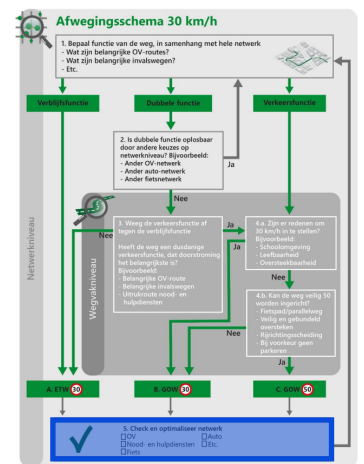 Afwegingsschema 30 km/h
1. Bepaal functie van de weg, in samenhang met hele netwerk
- Wat zijn belangrijke OV-routes?
- Wat zijn belangrijke invalswegen?
- Etc.
Verblijfsfunctie
Dubbele functie
Verkeersfunctie
2. Is dubbele functie oplosbaar
door andere keuzes op
netwerkniveau? Bijvoorbeeld:
- Ander OV-netwerk
- Ander auto-netwerk
- Ander fietsnetwerk
Ja
Nee
Netwerkniveau
Wegvakniveau
3. Weeg de verkeersfunctie af
tegen de verblijfsfunctie
Heeft de weg een dusdanige
verkeersfunctie, dat doorstroming
het belangrijkste is?
Bijvoorbeeld:
- Belangrijke OV-route
- Belangrijke invalswegen
- Uitrukroute nood- en
hulpdiensten
Ja
Nee
4.a. Zijn er redenen om
30 km/h in te stellen?
Bijvoorbeeld:
- Schoolomgeving
- Leefbaarheid
- Oversteekbaarheid
Ja
Nee
4.b. Kan de weg veilig 50
worden ingericht?
- Fietspad/parallelweg
- Veilig en gebundeld
oversteken
- Rijrichtingsscheiding
- Bij voorkeur geen
parkeren
Nee
Ja
A. ETW 30
B. GOW 30
C. GOW 50
5. Check en optimaliseer netwerk
OV
Auto
Nood- en hulpdiensten
Etc.
Fiets